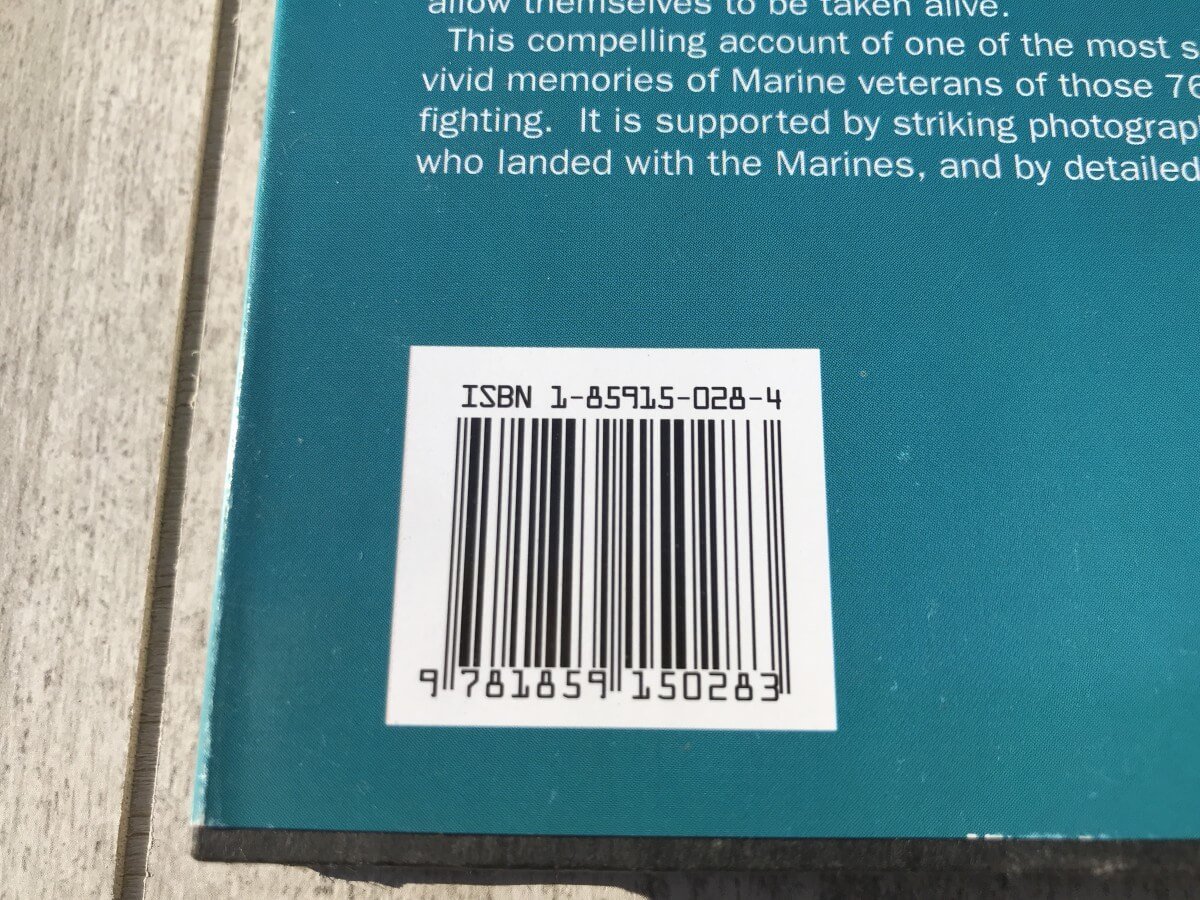 allow themselves to be taken alive.
This compelling account of one of the most s
vivid memories of Marine veterans of those 76
fighting. It is supported by striking photograp
who landed with the Marines, and by detailed
ISBN 1-85915-028-4
9 781859 150283